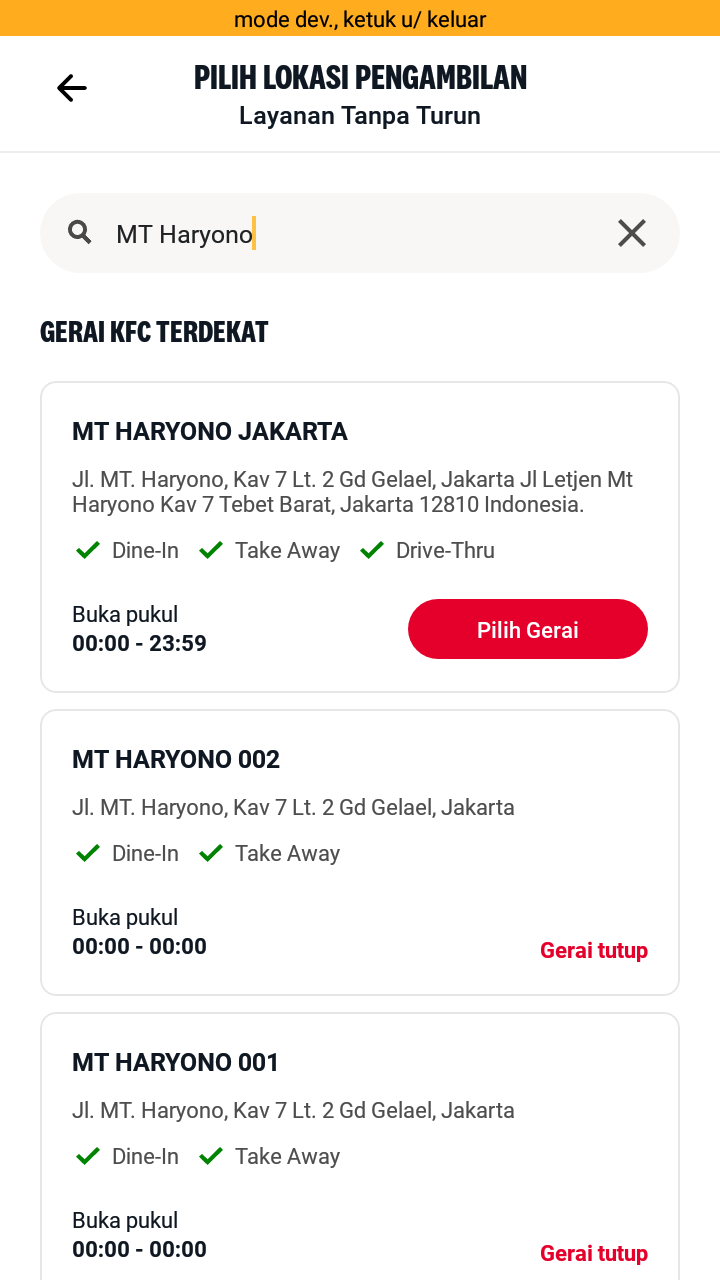 mode dev., ketuk u/ keluar
PILIH LOKASI PENGAMBILAN
Layanan Tanpa Turun
MT Haryono
GERAI KFC TERDEKAT
MT HARYONO JAKARTA
Jl. MT. Haryono, Kav 7 Lt. 2 Gd Gelael, Jakarta Jl Letjen Mt
Haryono Kav 7 Tebet Barat, Jakarta 12810 Indonesia.
Dine-In Take Away Drive-Thru
Buka pukul
00:00 - 23:59
Pilih Gerai
MT HARYONO 002
Jl. MT. Haryono, Kav 7 Lt. 2 Gd Gelael, Jakarta
Dine-In Take Away
Buka pukul
00:00 - 00:00
Gerai tutup
MT HARYONO 001
Jl. MT. Haryono, Kav 7 Lt. 2 Gd Gelael, Jakarta
Dine-In Take Away
Buka pukul
00:00 - 00:00
Gerai tutup